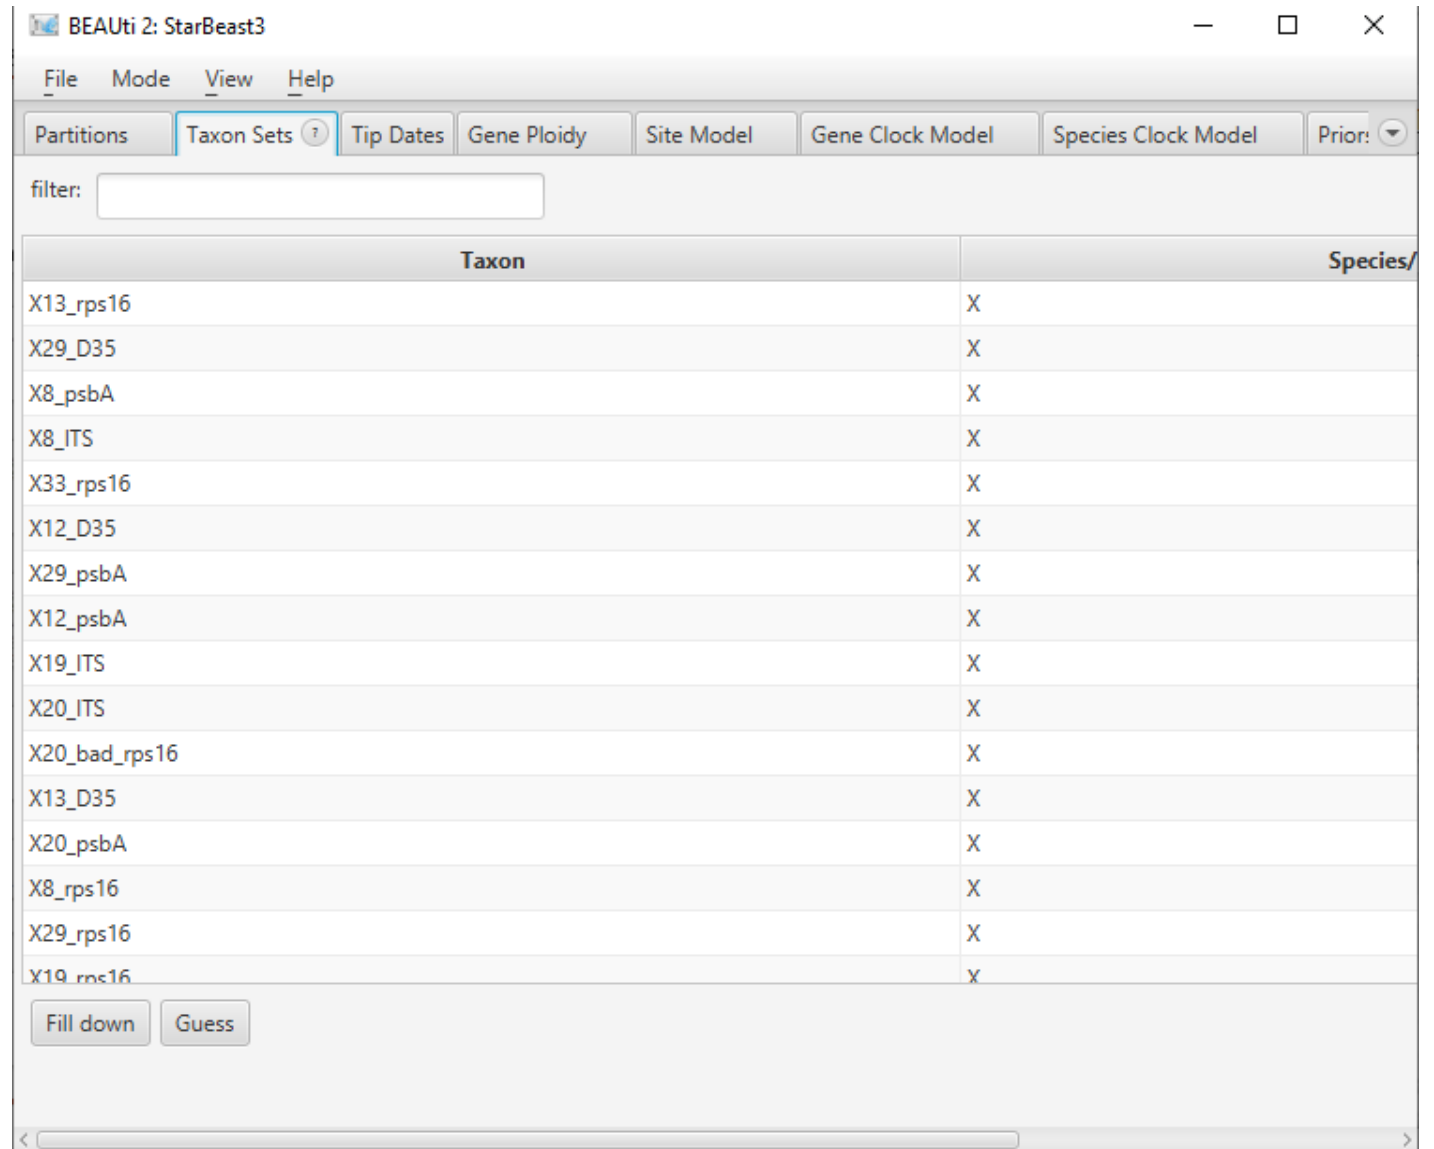 BEAUti 2: StarBeast3
File Mode View Help
Partitions Taxon Sets ? Tip Dates Gene Ploidy Site Model Gene Clock Model Species Clock Model Priors
filter:
Taxon Species/
X13_rps16 X
X29_D35 X
X8_psbA X
X8_ITS X
X33_rps16 X
X12_D35 X
X29_psbA X
X12_psbA X
X19_ITS X
X20_ITS X
X20_bad_rps16 X
X13_D35 X
X20_psbA X
X8_rps16 X
X29_rps16 X
X19_rps16 X
Fill down Guess